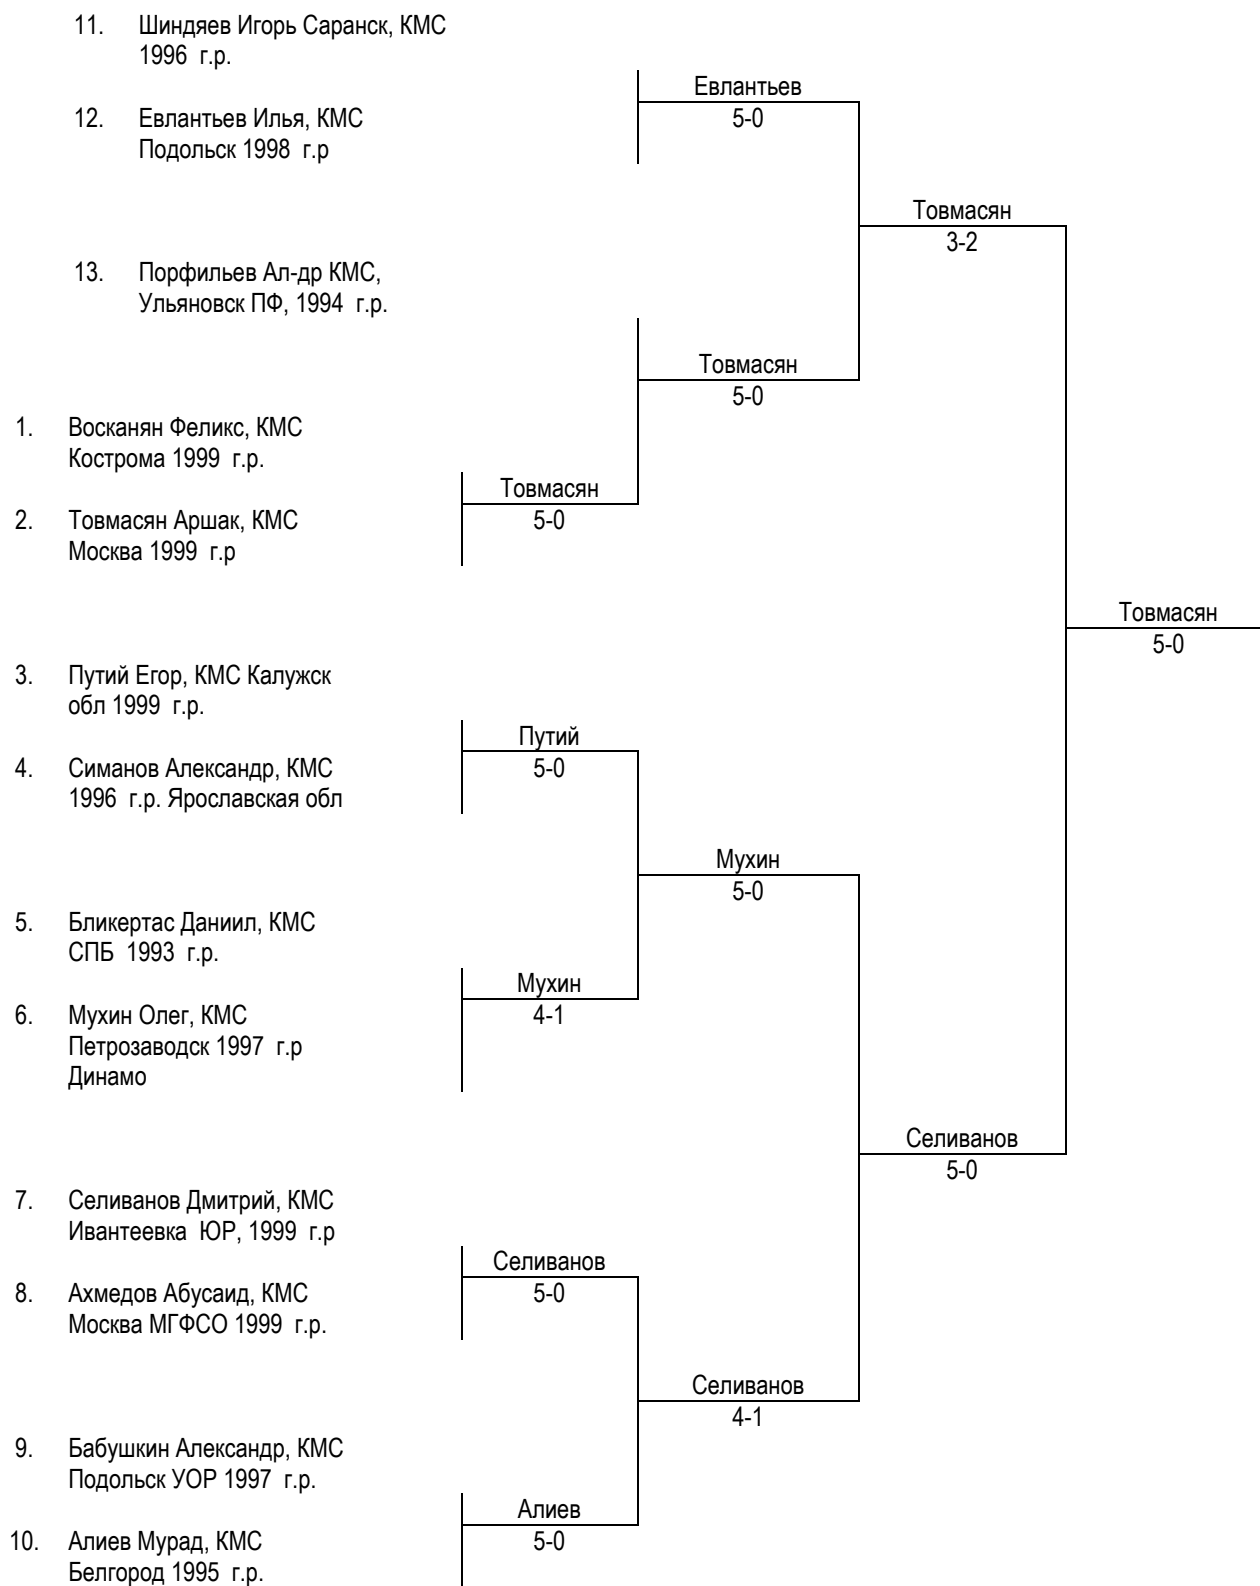 11. Шиндяев Игорь Саранск, КМС
1996 г.р.
Евлантьев
12. Евлантьев Илья, КМС
5-0
Подольск 1998 г.р
Товмасян
3-2
13. Порфильев Ал-др КМС,
Ульяновск ПФ, 1994 г.р.
Товмасян
5-0
1. Восканян Феликс, КМС
Кострома 1999 г.р.
Товмасян
2. Товмасян Аршак, КМС
5-0
Москва 1999 г.р
Товмасян
5-0
3. Путий Егор, КМС Калужск
обл 1999 г.р.
Путий
4. Симанов Александр, КМС
5-0
1996 г.р. Ярославская обл
Мухин
5-0
5. Бликертас Даниил, КМС
СПБ 1993 г.р.
Мухин
6. Мухин Олег, КМС
4-1
Петрозаводск 1997 г.р
Динамо
Селиванов
5-0
7. Селиванов Дмитрий, КМС
Ивантеевка ЮР, 1999 г.р
Селиванов
8. Ахмедов Абусаид, КМС
5-0
Москва МГФСО 1999 г.р.
Селиванов
4-1
9. Бабушкин Александр, КМС
Подольск УОР 1997 г.р.
Алиев
10. Алиев Мурад, КМС
5-0
Белгород 1995 г.р.